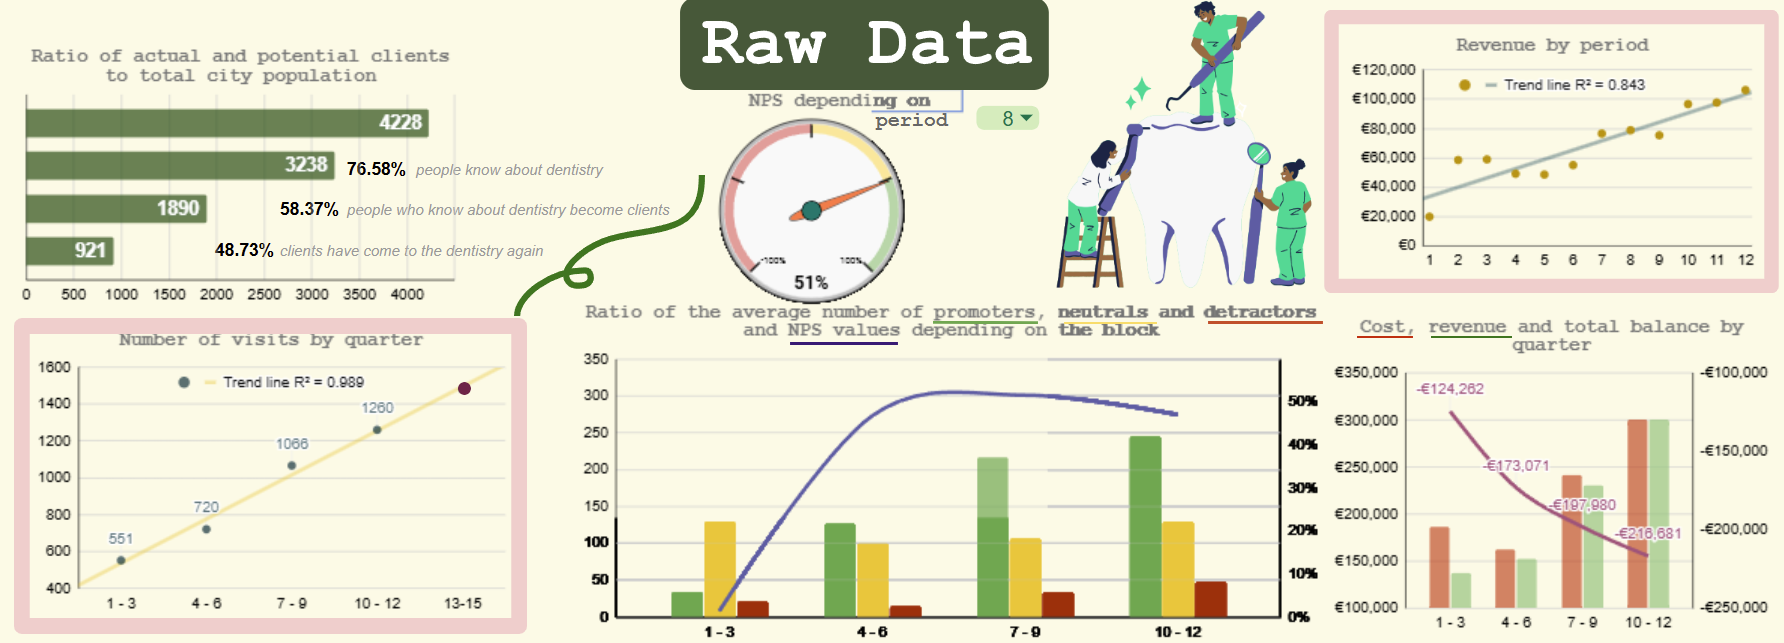 Raw Data
Ratio of actual and potential clients
to total city population
4228
3238 76.58% people know about dentistry
1890 58.37% people who know about dentistry become clients
921 48.73% clients have come to the dentistry again
0 500 1000 1500 2000 2500 3000 3500 4000
NPS depending on
period 8
-100% 100%
51%
Revenue by period
Trend line R² = 0.843
€120,000
€100,000
€80,000
€60,000
€40,000
€20,000
€0
1 2 3 4 5 6 7 8 9 10 11 12
Number of visits by quarter
Trend line R² = 0.989
1600
1400
1200
1000
800
600
400
551
720
1066
1260
1 - 3 4 - 6 7 - 9 10 - 12 13-15
Ratio of the average number of promoters, neutrals and detractors
and NPS values depending on the block
350
300
250
200
150
100
50
0
50%
40%
30%
20%
10%
0%
1 - 3 4 - 6 7 - 9 10 - 12
Cost, revenue and total balance by
quarter
€350,000
€300,000
€250,000
€200,000
€150,000
€100,000
-€124,262
-€173,071
-€197,980
-€216,681
-€100,000
-€150,000
-€200,000
-€250,000
1 - 3 4 - 6 7 - 9 10 - 12